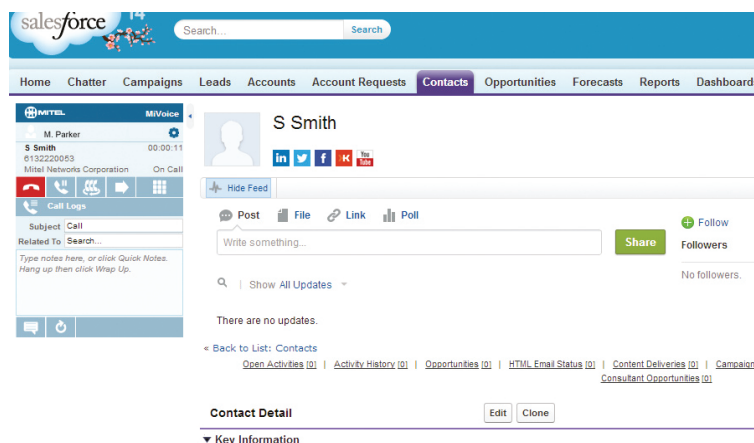 salesforce 14
Search... Search
Home Chatter Campaigns Leads Accounts Account Requests Contacts Opportunities Forecasts Reports Dashboard
MITEL MiVoice
M. Parker
S Smith 00:00:11
6132220053
Mitel Networks Corporation On Call
Call Logs
Subject Call
Related To Search...
Type notes here, or click Quick Notes.
Hang up then click Wrap Up.
S Smith
in f K You Tube
Hide Feed
Post File Link Poll
Write something... Share
Follow
Followers
No followers.
Show All Updates
There are no updates.
« Back to List: Contacts
Open Activities [0] | Activity History [0] | Opportunities [0] | HTML Email Status [0] | Content Deliveries [0] | Campaign
Consultant Opportunities [0]
Contact Detail Edit Clone
Key Information